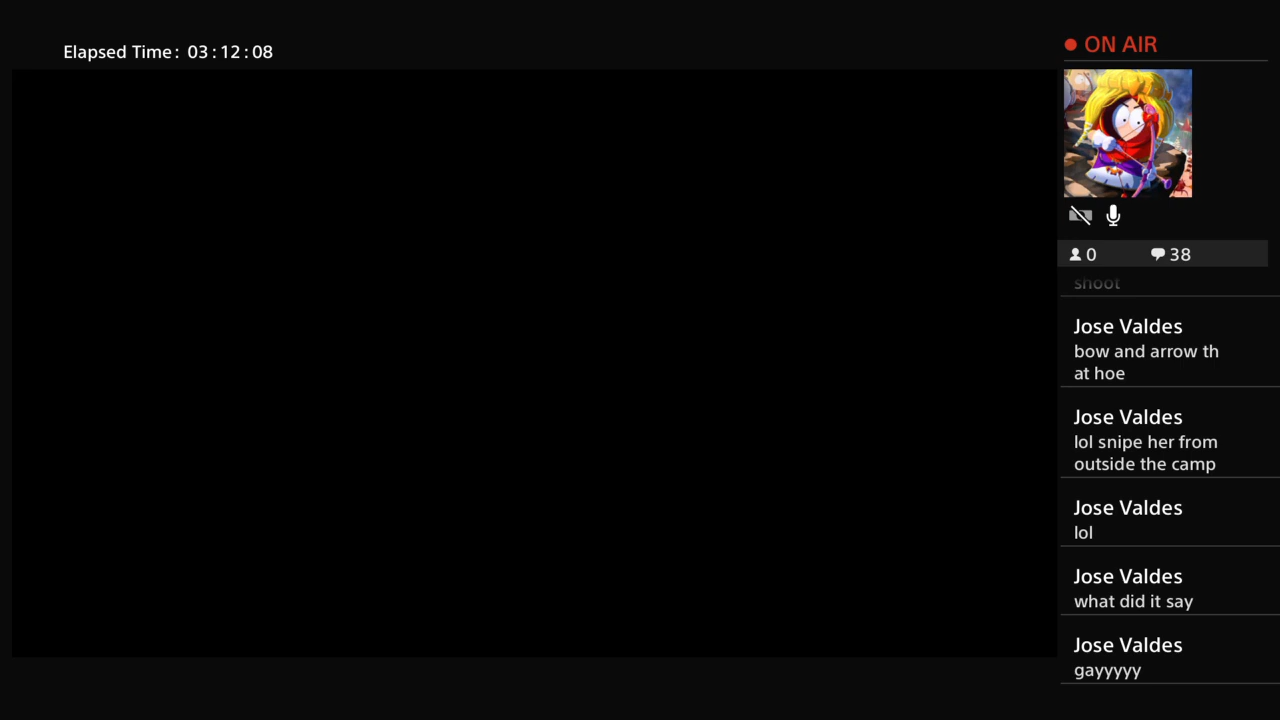 Elapsed Time: 03:12:08
ON AIR
0 38
shoot
Jose Valdes
bow and arrow th
at hoe
Jose Valdes
lol snipe her from
outside the camp
Jose Valdes
lol
Jose Valdes
what did it say
Jose Valdes
gayyyyy